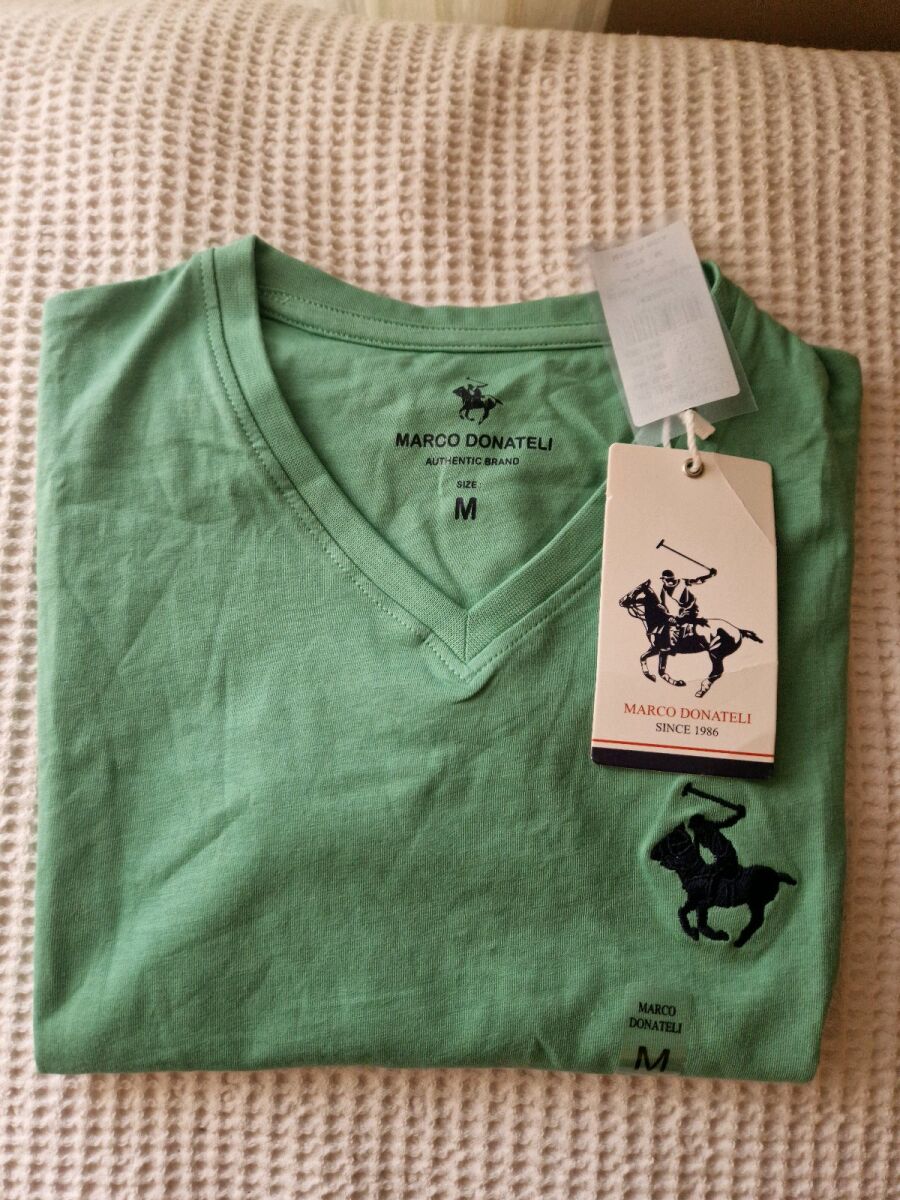 MARCO DONATELI
AUTHENTIC BRAND
SIZE
M
MARCO DONATELI
SINCE 1986
MARCO
DONATELI
M